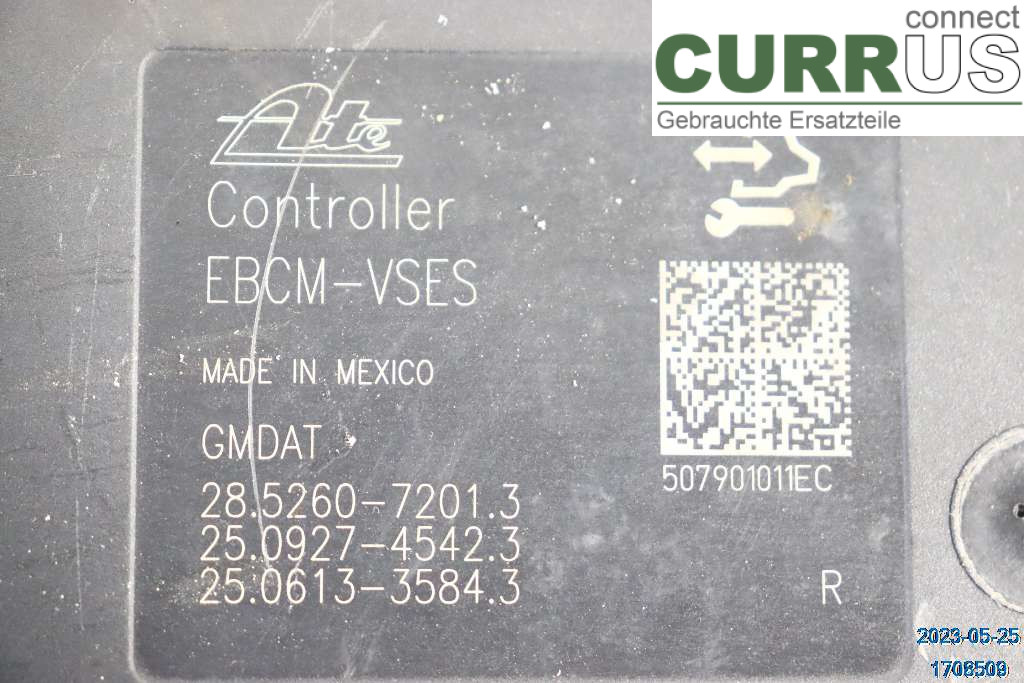 connect
CURRUS
Gebrauchte Ersatzteile
Ate
Controller
EBCM-VSES
MADE IN MEXICO
GMDAT
507901011EC
28.5260-7201.3
25.0927-4542.3
25.0613-3584.3
R
2023-05-25
1708509